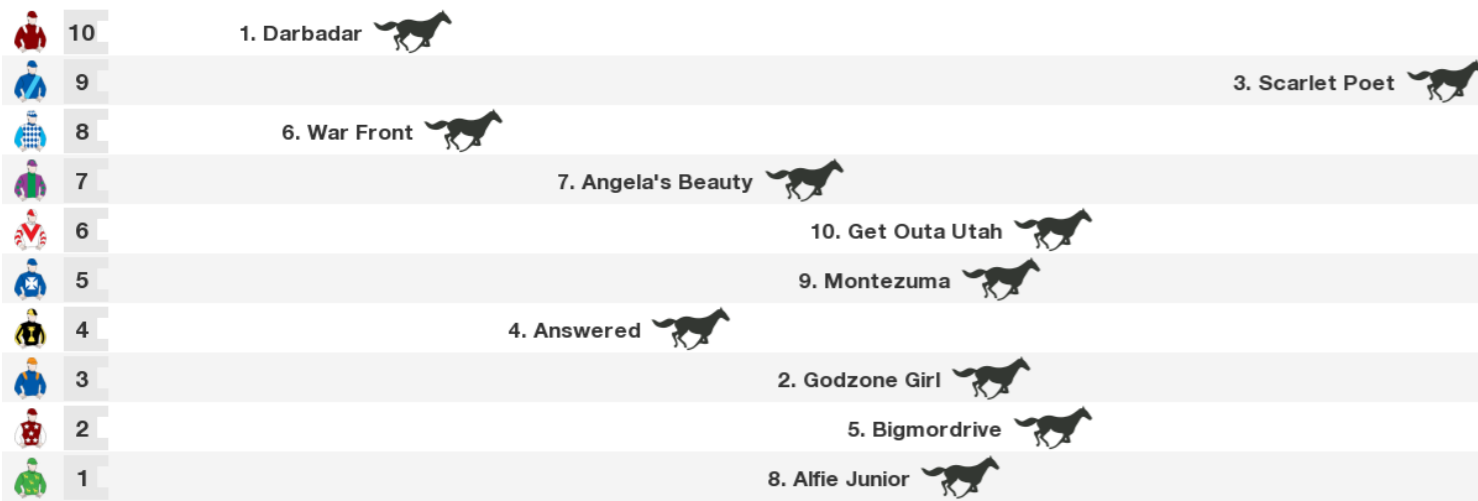 10 1. Darbadar
9 3. Scarlet Poet
8 6. War Front
7 7. Angela's Beauty
6 10. Get Outa Utah
5 9. Montezuma
4 4. Answered
3 2. Godzone Girl
2 5. Bigmordrive
1 8. Alfie Junior